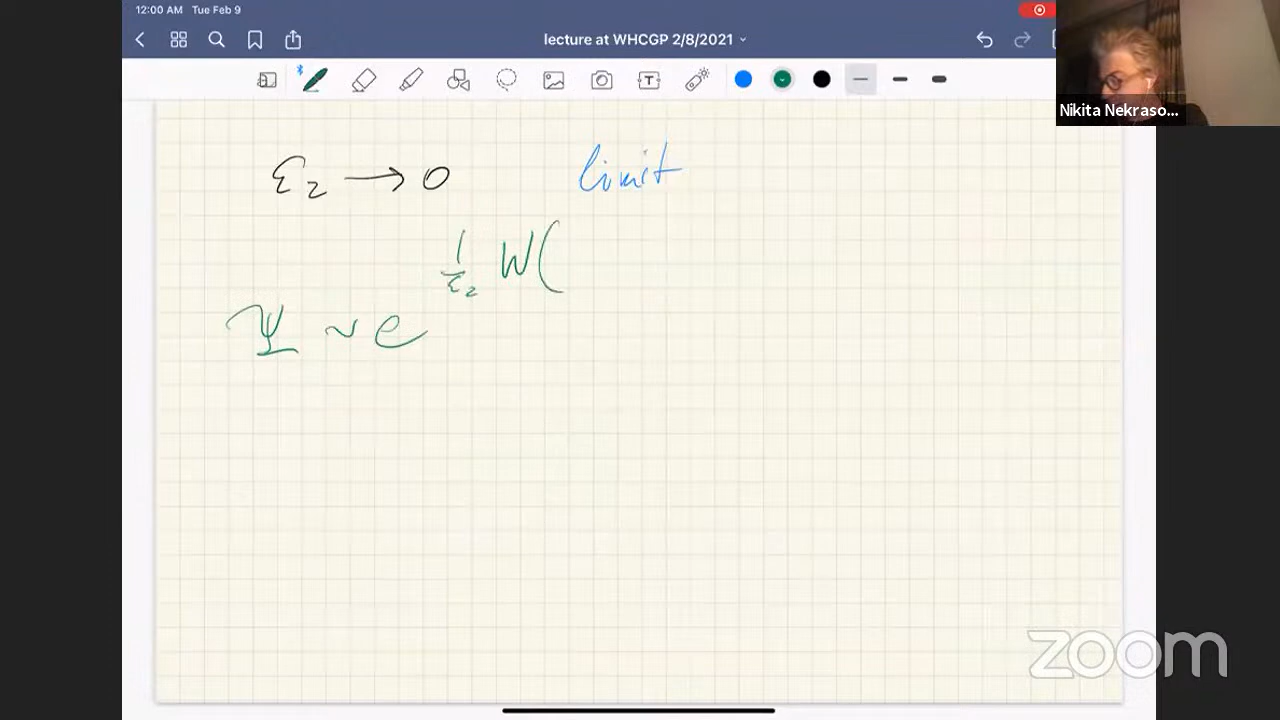 12:00 AM Tue Feb 9
lecture at WHCGP 2/8/2021
T
Nikita Nekraso...
ε₂ → 0 limit
Ψ ~ e^{1/ε₂ W(
zoom